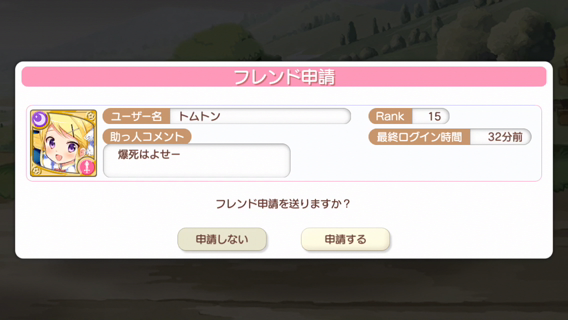 フレンド申請
ユーザー名 トムトン Rank 15
助っ人コメント 最終ログイン時間 32分前
爆死はよせー
フレンド申請を送りますか？
申請しない 申請する